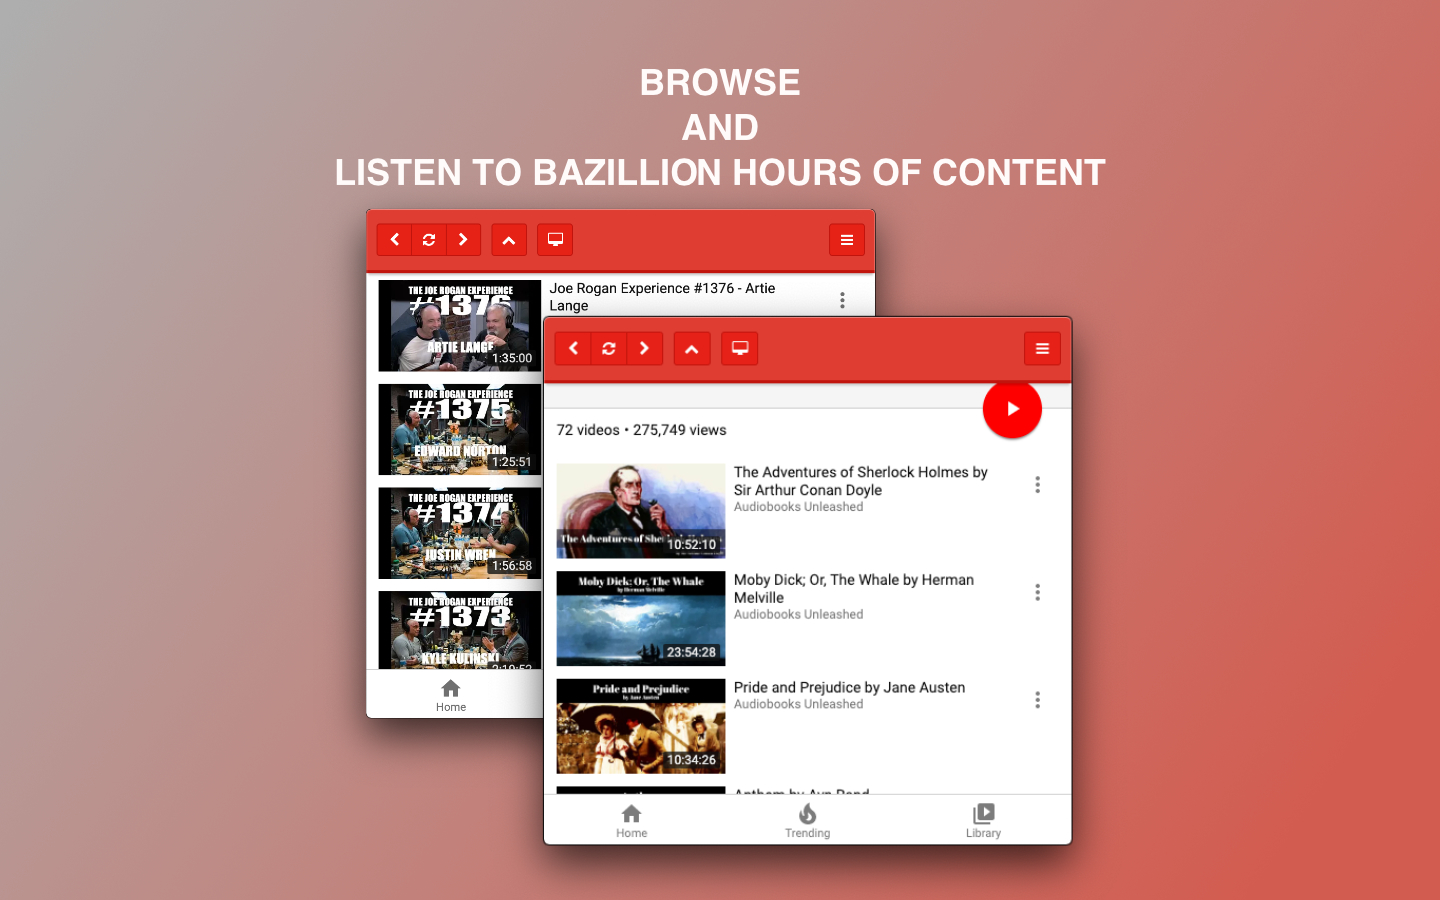 BROWSE
AND
LISTEN TO BAZILLION HOURS OF CONTENT
THE JOE ROGAN EXPERIENCE
#1376
ARTIE LANGE
1:35:00
Joe Rogan Experience #1376 - Artie
Lange
THE JOE ROGAN EXPERIENCE
#1375
EDWARD NORTON
1:25:51
THE JOE ROGAN EXPERIENCE
#1374
JUSTIN WREN
1:56:58
THE JOE ROGAN EXPERIENCE
#1373
KYLE KULINSKI
Home
72 videos • 275,749 views
The Adventures of
10:52:10
The Adventures of Sherlock Holmes by
Sir Arthur Conan Doyle
Audiobooks Unleashed
Moby Dick; Or, The Whale
by Herman Melville
23:54:28
Moby Dick; Or, The Whale by Herman
Melville
Audiobooks Unleashed
Pride and Prejudice
by Jane Austen
10:34:26
Pride and Prejudice by Jane Austen
Audiobooks Unleashed
Anthem by Ayn Rand
Home
Trending
Library